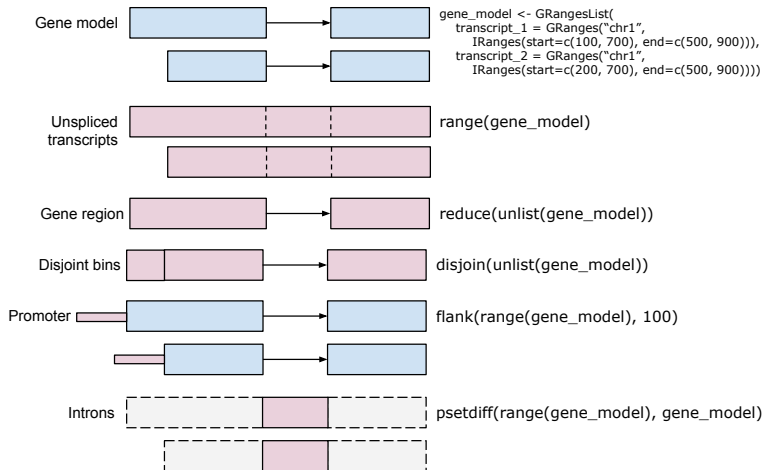 Gene model
gene_model <- GRangesList(
transcript_1 = GRanges(“chr1”,
IRanges(start=c(100, 700), end=c(500, 900))),
transcript_2 = GRanges(“chr1”,
IRanges(start=c(200, 700), end=c(500, 900))))
Unspliced
transcripts
range(gene_model)
Gene region
reduce(unlist(gene_model))
Disjoint bins
disjoin(unlist(gene_model))
Promoter
flank(range(gene_model), 100)
Introns
psetdiff(range(gene_model), gene_model)